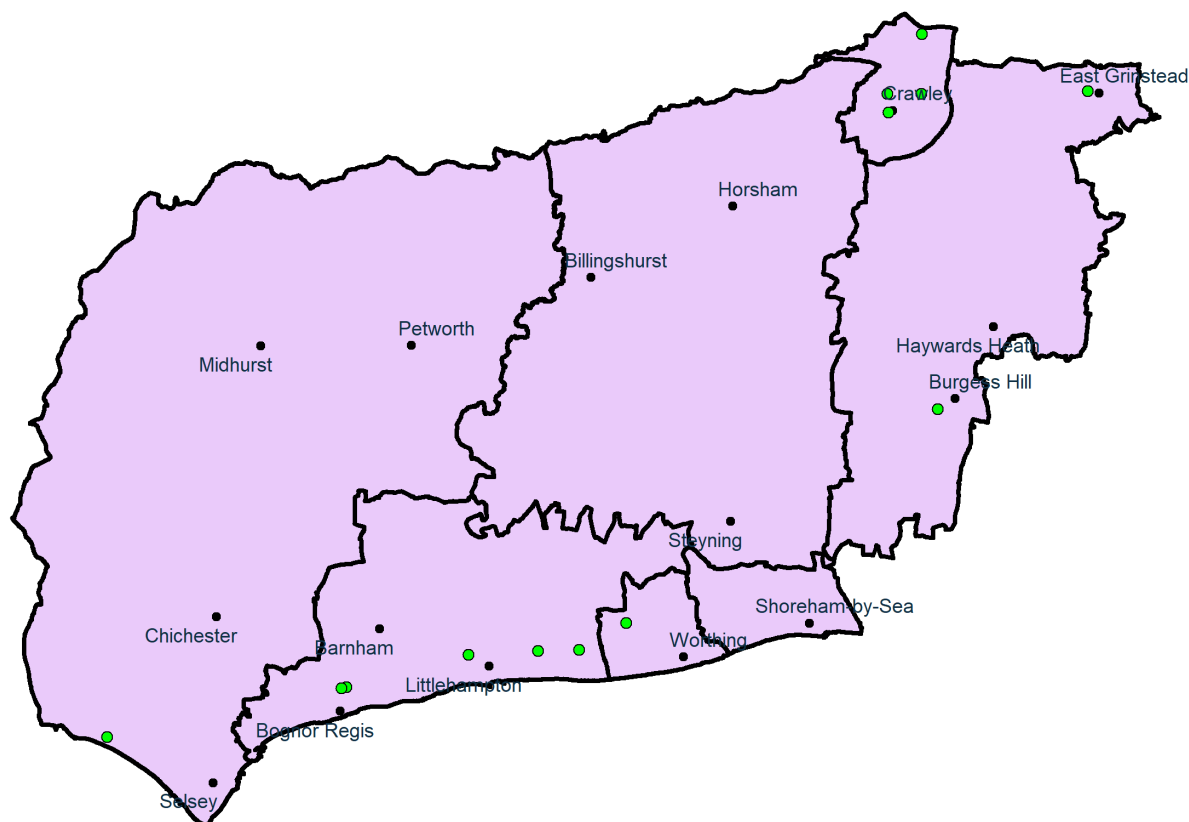 East Grinstead
Crawley
Horsham
Billingshurst
Petworth
Haywards Heath
Midhurst
Burgess Hill
Steyning
Shoreham-by-Sea
Chichester
Worthing
Barnham
Littlehampton
Bognor Regis
Selsey